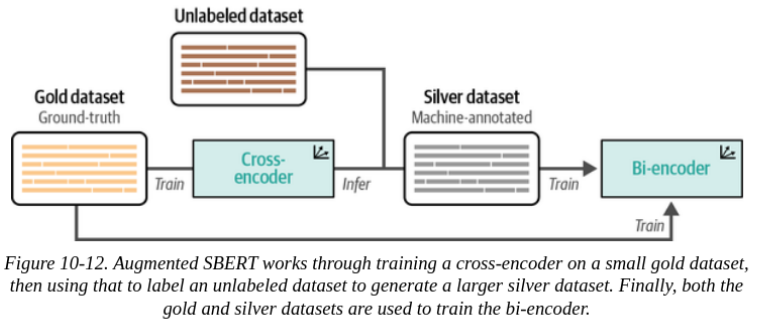 Unlabeled dataset
Gold dataset
Ground-truth
Silver dataset
Machine-annotated
Train
Cross-
encoder
Infer
Train
Bi-encoder
Train
Figure 10-12. Augmented SBERT works through training a cross-encoder on a small gold dataset,
then using that to label an unlabeled dataset to generate a larger silver dataset. Finally, both the
gold and silver datasets are used to train the bi-encoder.